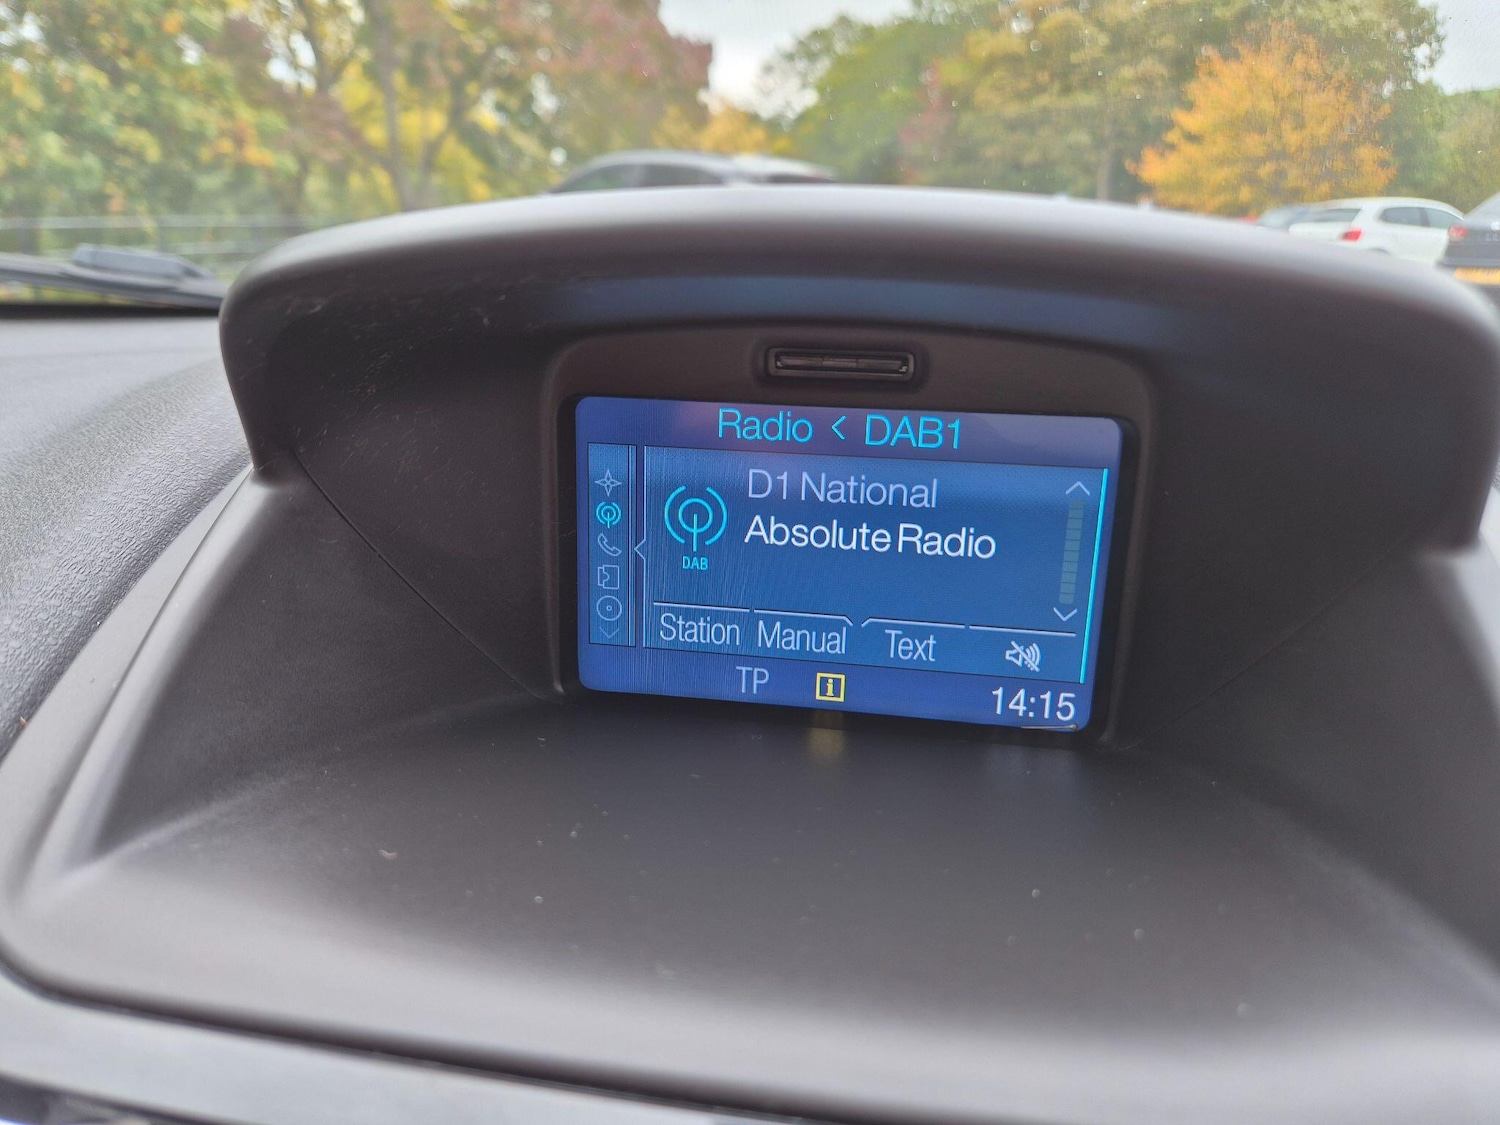 Radio < DAB1
D1 National
Absolute Radio
DAB
Station Manual Text
TP i 14:15